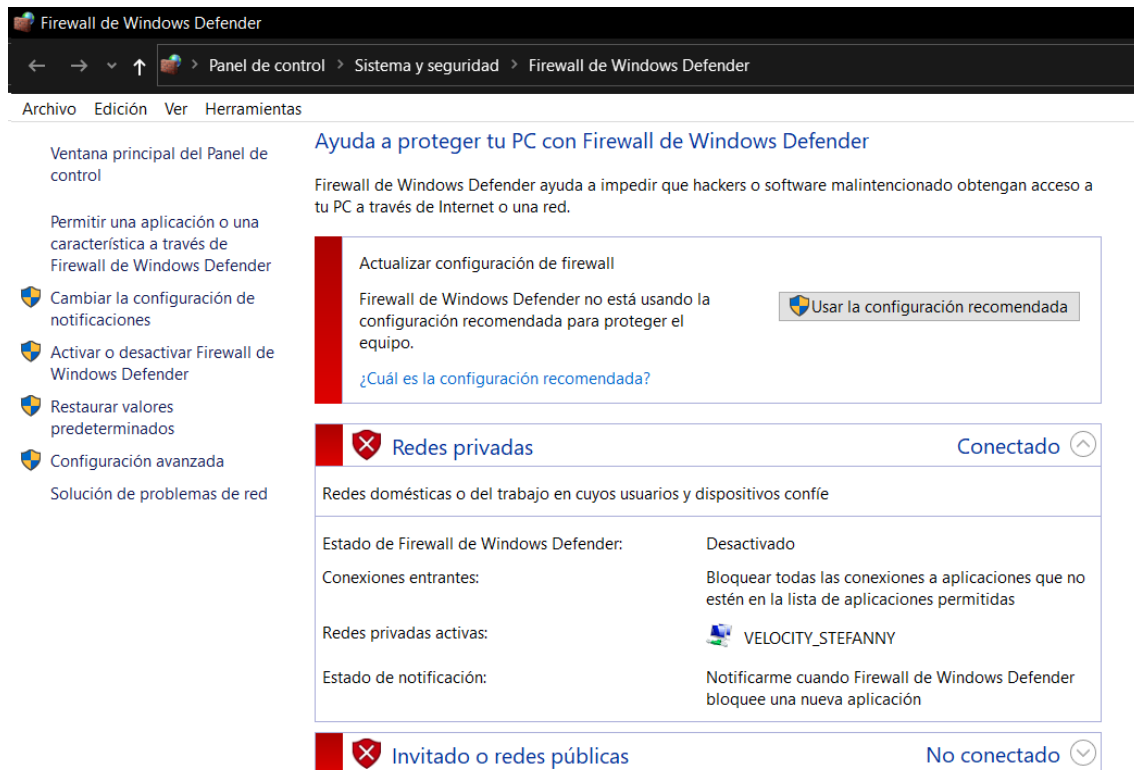 Firewall de Windows Defender
Panel de control > Sistema y seguridad > Firewall de Windows Defender
Archivo Edición Ver Herramientas
Ventana principal del Panel de
control
Permitir una aplicación o una
característica a través de
Firewall de Windows Defender
Cambiar la configuración de
notificaciones
Activar o desactivar Firewall de
Windows Defender
Restaurar valores
predeterminados
Configuración avanzada
Solución de problemas de red
Ayuda a proteger tu PC con Firewall de Windows Defender
Firewall de Windows Defender ayuda a impedir que hackers o software malintencionado obtengan acceso a
tu PC a través de Internet o una red.
Actualizar configuración de firewall
Firewall de Windows Defender no está usando la
configuración recomendada para proteger el
equipo.
Usar la configuración recomendada
¿Cuál es la configuración recomendada?
Redes privadas Conectado
Redes domésticas o del trabajo en cuyos usuarios y dispositivos confíe
Estado de Firewall de Windows Defender: Desactivado
Conexiones entrantes: Bloquear todas las conexiones a aplicaciones que no
estén en la lista de aplicaciones permitidas
Redes privadas activas: VELOCITY_STEFANNY
Estado de notificación: Notificarme cuando Firewall de Windows Defender
bloquee una nueva aplicación
Invitado o redes públicas No conectado